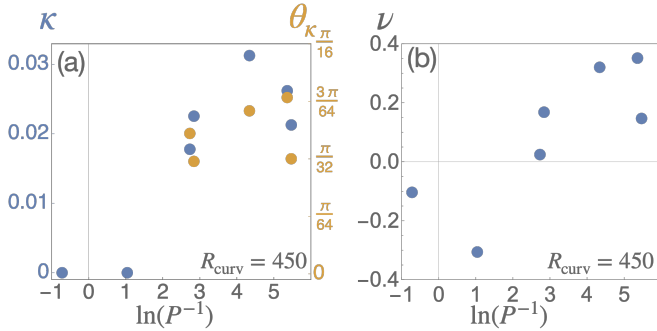 κ
θ_κ
ν
(a)
(b)
0.03
0.02
0.01
0
π/16
3π/64
π/32
π/64
0
0.4
0.2
0.0
−0.2
−0.4
R_curv = 450
R_curv = 450
−1 0 1 2 3 4 5
−1 0 1 2 3 4 5
ln(P⁻¹)
ln(P⁻¹)